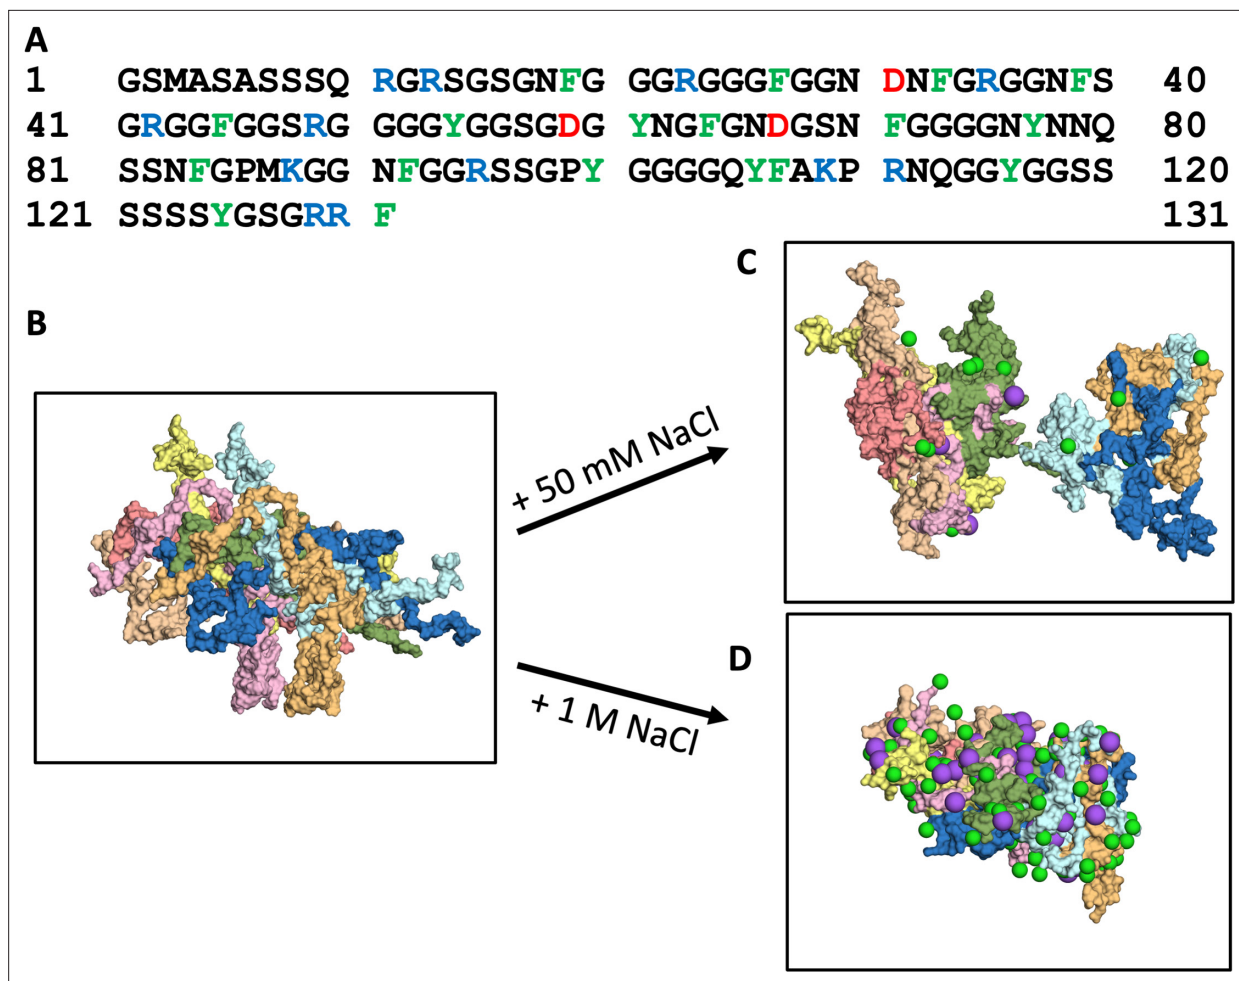 A
1 GSMASASSSQ RGRSGSGNFG GGRGGGFGGN DNFGRGGNFS 40
41 GRGGFGGSRG GGGYGGSGDG YNGFGNDGSN FGGGGNYNNQ 80
81 SSNFGPMKGG NFGGRSSGPY GGGGQYFAKP RNQGGYGGSS 120
121 SSSSYGSGRR F 131
C
B
+ 50 mM NaCl
D
+ 1 M NaCl